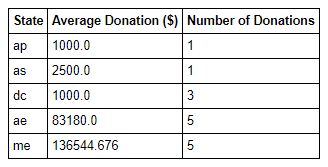 State Average Donation ($) Number of Donations
ap 1000.0 1
as 2500.0 1
dc 1000.0 3
ae 83180.0 5
me 136544.676 5